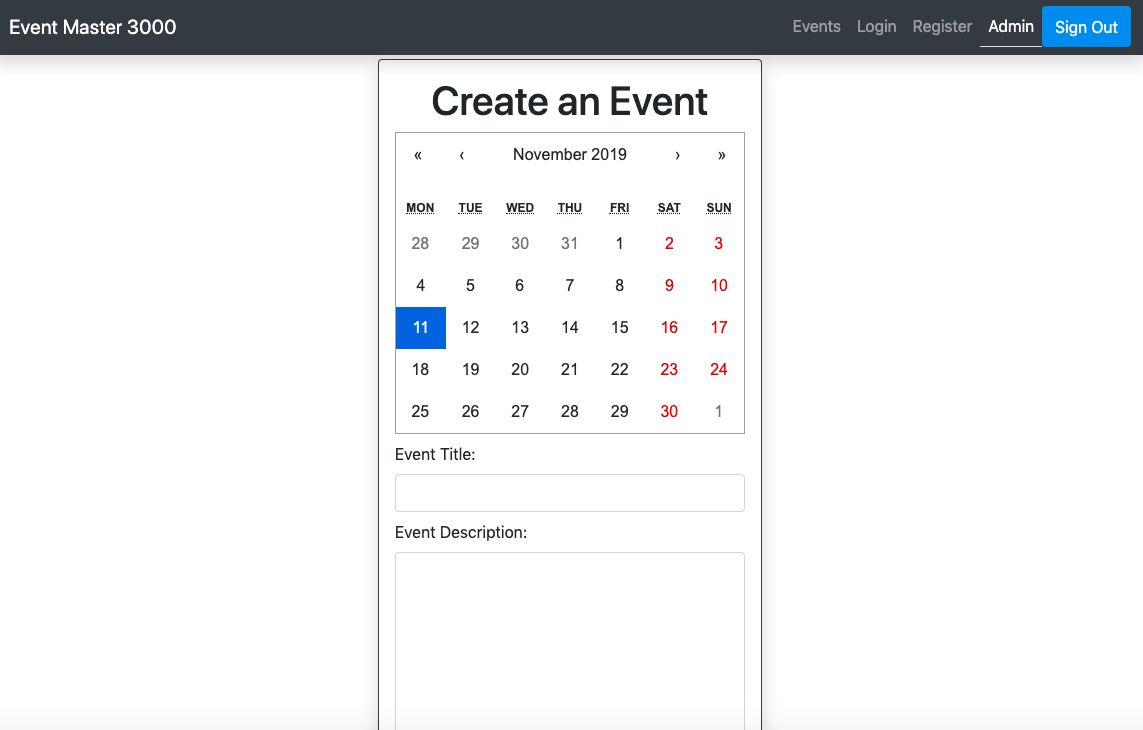 Event Master 3000 Events Login Register Admin Sign Out
Create an Event
« ‹ November 2019 › »
MON TUE WED THU FRI SAT SUN
28 29 30 31 1 2 3
4 5 6 7 8 9 10
11 12 13 14 15 16 17
18 19 20 21 22 23 24
25 26 27 28 29 30 1
Event Title:
Event Description: